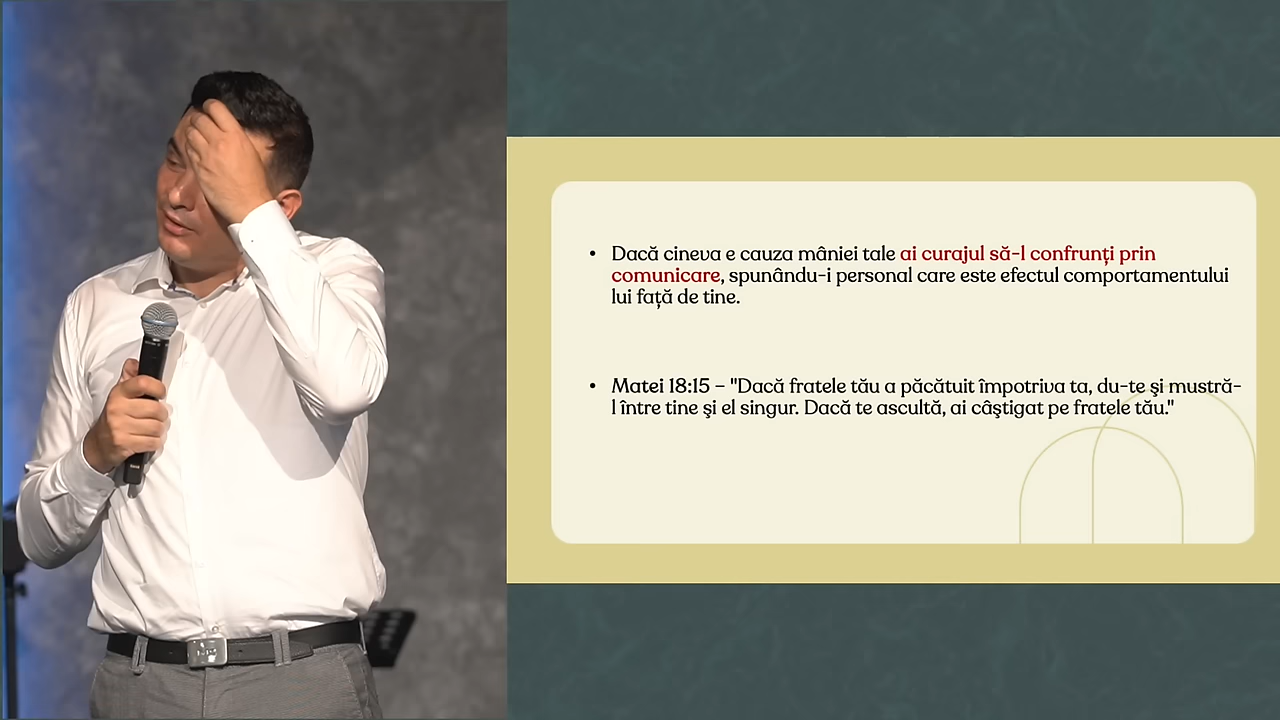 • Dacă cineva e cauza mâniei tale ai curajul să-l confrunți prin
comunicare, spunându-i personal care este efectul comportamentului
lui față de tine.
• Matei 18:15 – "Dacă fratele tău a păcătuit împotriva ta, du-te şi mustră-
l între tine şi el singur. Dacă te ascultă, ai câştigat pe fratele tău."